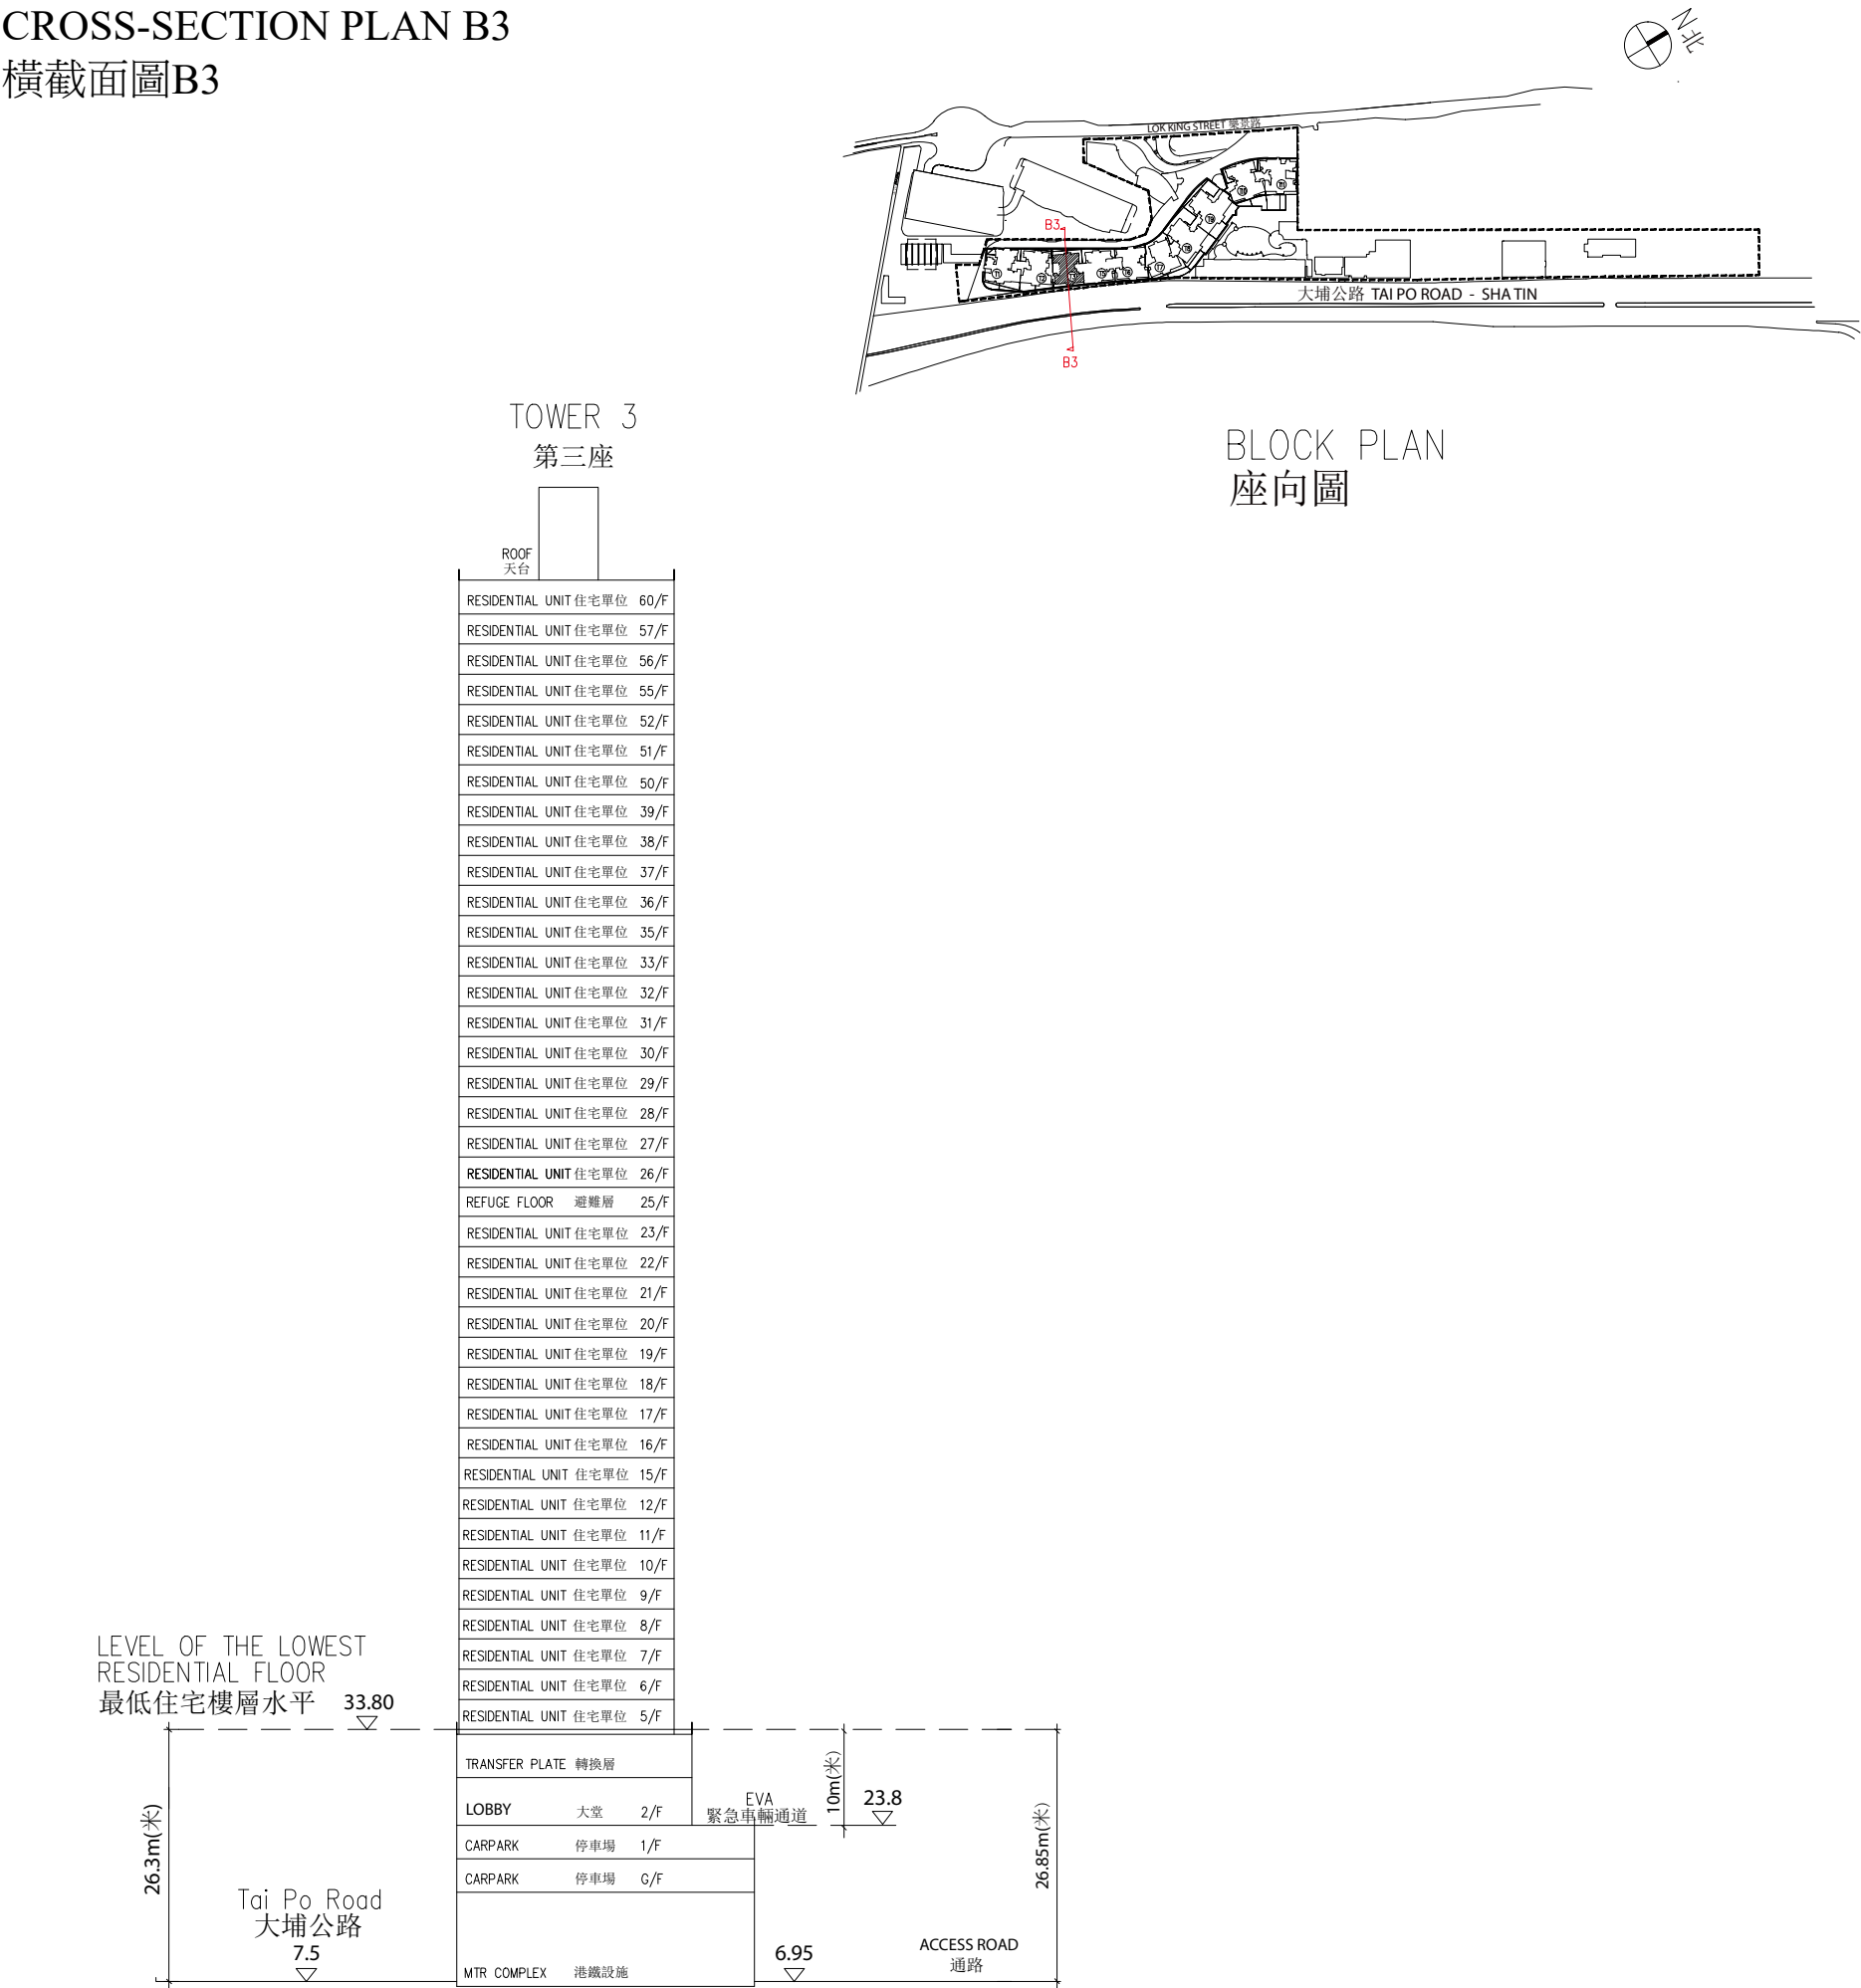 CROSS-SECTION PLAN B3
橫截面圖B3
N 北
LOK KING STREET 樂景路
B3
T1
T2
T3
T5
T6
T7
T8
T9
T10
T11
大埔公路 TAI PO ROAD - SHA TIN
B3
BLOCK PLAN
座向圖
TOWER 3
第三座
ROOF
天台
RESIDENTIAL UNIT 住宅單位 60/F
RESIDENTIAL UNIT 住宅單位 57/F
RESIDENTIAL UNIT 住宅單位 56/F
RESIDENTIAL UNIT 住宅單位 55/F
RESIDENTIAL UNIT 住宅單位 52/F
RESIDENTIAL UNIT 住宅單位 51/F
RESIDENTIAL UNIT 住宅單位 50/F
RESIDENTIAL UNIT 住宅單位 39/F
RESIDENTIAL UNIT 住宅單位 38/F
RESIDENTIAL UNIT 住宅單位 37/F
RESIDENTIAL UNIT 住宅單位 36/F
RESIDENTIAL UNIT 住宅單位 35/F
RESIDENTIAL UNIT 住宅單位 33/F
RESIDENTIAL UNIT 住宅單位 32/F
RESIDENTIAL UNIT 住宅單位 31/F
RESIDENTIAL UNIT 住宅單位 30/F
RESIDENTIAL UNIT 住宅單位 29/F
RESIDENTIAL UNIT 住宅單位 28/F
RESIDENTIAL UNIT 住宅單位 27/F
RESIDENTIAL UNIT 住宅單位 26/F
REFUGE FLOOR 避難層 25/F
RESIDENTIAL UNIT 住宅單位 23/F
RESIDENTIAL UNIT 住宅單位 22/F
RESIDENTIAL UNIT 住宅單位 21/F
RESIDENTIAL UNIT 住宅單位 20/F
RESIDENTIAL UNIT 住宅單位 19/F
RESIDENTIAL UNIT 住宅單位 18/F
RESIDENTIAL UNIT 住宅單位 17/F
RESIDENTIAL UNIT 住宅單位 16/F
RESIDENTIAL UNIT 住宅單位 15/F
RESIDENTIAL UNIT 住宅單位 12/F
RESIDENTIAL UNIT 住宅單位 11/F
RESIDENTIAL UNIT 住宅單位 10/F
RESIDENTIAL UNIT 住宅單位 9/F
RESIDENTIAL UNIT 住宅單位 8/F
RESIDENTIAL UNIT 住宅單位 7/F
RESIDENTIAL UNIT 住宅單位 6/F
RESIDENTIAL UNIT 住宅單位 5/F
LEVEL OF THE LOWEST
RESIDENTIAL FLOOR
最低住宅樓層水平 33.80
TRANSFER PLATE 轉換層
LOBBY 大堂 2/F
CARPARK 停車場 1/F
CARPARK 停車場 G/F
MTR COMPLEX 港鐵設施
EVA
緊急車輛通道
10m(米)
23.8
26.3m(米)
26.85m(米)
Tai Po Road
大埔公路
7.5
6.95
ACCESS ROAD
通路